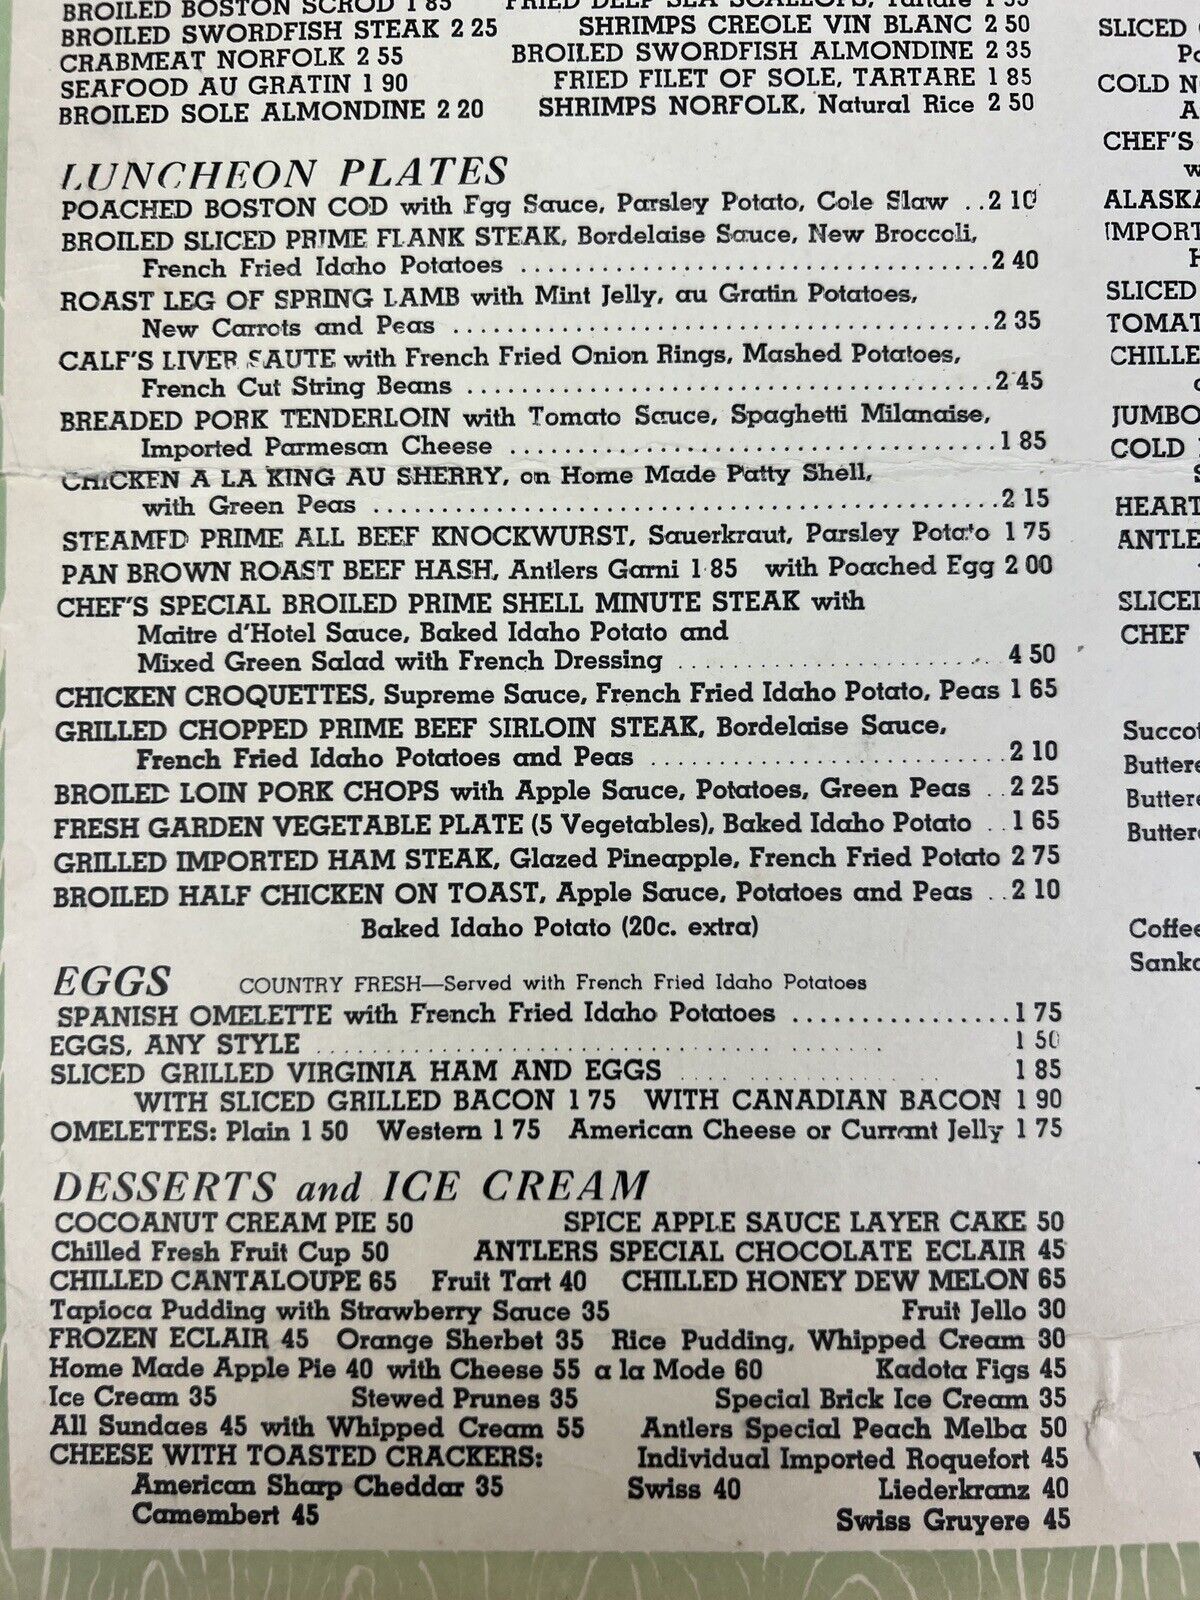 BROILED BOSTON SCROD 1 85 FRIED DEEP SEA SCALLOPS, Tartare
BROILED SWORDFISH STEAK 2 25 SHRIMPS CREOLE VIN BLANC 2 50
CRABMEAT NORFOLK 2 55 BROILED SWORDFISH ALMONDINE 2 35
SEAFOOD AU GRATIN 1 90 FRIED FILET OF SOLE, TARTARE 1 85
BROILED SOLE ALMONDINE 2 20 SHRIMPS NORFOLK, Natural Rice 2 50
LUNCHEON PLATES
POACHED BOSTON COD with Egg Sauce, Parsley Potato, Cole Slaw ..2 10
BROILED SLICED PRIME FLANK STEAK, Bordelaise Sauce, New Broccoli,
French Fried Idaho Potatoes ..................................2 40
ROAST LEG OF SPRING LAMB with Mint Jelly, au Gratin Potatoes,
New Carrots and Peas .......................................2 35
CALF'S LIVER SAUTE with French Fried Onion Rings, Mashed Potatoes,
French Cut String Beans .......................................2 45
BREADED PORK TENDERLOIN with Tomato Sauce, Spaghetti Milanaise,
Imported Parmesan Cheese ...................................1 85
CHICKEN A LA KING AU SHERRY, on Home Made Patty Shell,
with Green Peas ..............................................2 15
STEAMED PRIME ALL BEEF KNOCKWURST, Sauerkraut, Parsley Potato 1 75
PAN BROWN ROAST BEEF HASH, Antlers Garni 1 85 with Poached Egg 2 00
CHEF'S SPECIAL BROILED PRIME SHELL MINUTE STEAK with
Maitre d'Hotel Sauce, Baked Idaho Potato and
Mixed Green Salad with French Dressing ....................... 4 50
CHICKEN CROQUETTES, Supreme Sauce, French Fried Idaho Potato, Peas 1 65
GRILLED CHOPPED PRIME BEEF SIRLOIN STEAK, Bordelaise Sauce,
French Fried Idaho Potatoes and Peas ..........................2 10
BROILED LOIN PORK CHOPS with Apple Sauce, Potatoes, Green Peas ..2 25
FRESH GARDEN VEGETABLE PLATE (5 Vegetables), Baked Idaho Potato ..1 65
GRILLED IMPORTED HAM STEAK, Glazed Pineapple, French Fried Potato 2 75
BROILED HALF CHICKEN ON TOAST, Apple Sauce, Potatoes and Peas ..2 10
Baked Idaho Potato (20c. extra)
EGGS COUNTRY FRESH—Served with French Fried Idaho Potatoes
SPANISH OMELETTE with French Fried Idaho Potatoes ................1 75
EGGS, ANY STYLE ........................................ 1 50
SLICED GRILLED VIRGINIA HAM AND EGGS .................. 1 85
WITH SLICED GRILLED BACON 1 75 WITH CANADIAN BACON 1 90
OMELETTES: Plain 1 50 Western 1 75 American Cheese or Currant Jelly 1 75
DESSERTS and ICE CREAM
COCOANUT CREAM PIE 50 SPICE APPLE SAUCE LAYER CAKE 50
Chilled Fresh Fruit Cup 50 ANTLERS SPECIAL CHOCOLATE ECLAIR 45
CHILLED CANTALOUPE 65 Fruit Tart 40 CHILLED HONEY DEW MELON 65
Tapioca Pudding with Strawberry Sauce 35 Fruit Jello 30
FROZEN ECLAIR 45 Orange Sherbet 35 Rice Pudding, Whipped Cream 30
Home Made Apple Pie 40 with Cheese 55 a la Mode 60 Kadota Figs 45
Ice Cream 35 Stewed Prunes 35 Special Brick Ice Cream 35
All Sundaes 45 with Whipped Cream 55 Antlers Special Peach Melba 50
CHEESE WITH TOASTED CRACKERS: Individual Imported Roquefort 45
American Sharp Cheddar 35 Swiss 40 Liederkranz 40
Camembert 45 Swiss Gruyere 45
SLICED
COLD
CHEF'S
SLICED
COLD
CHEF
Coffee